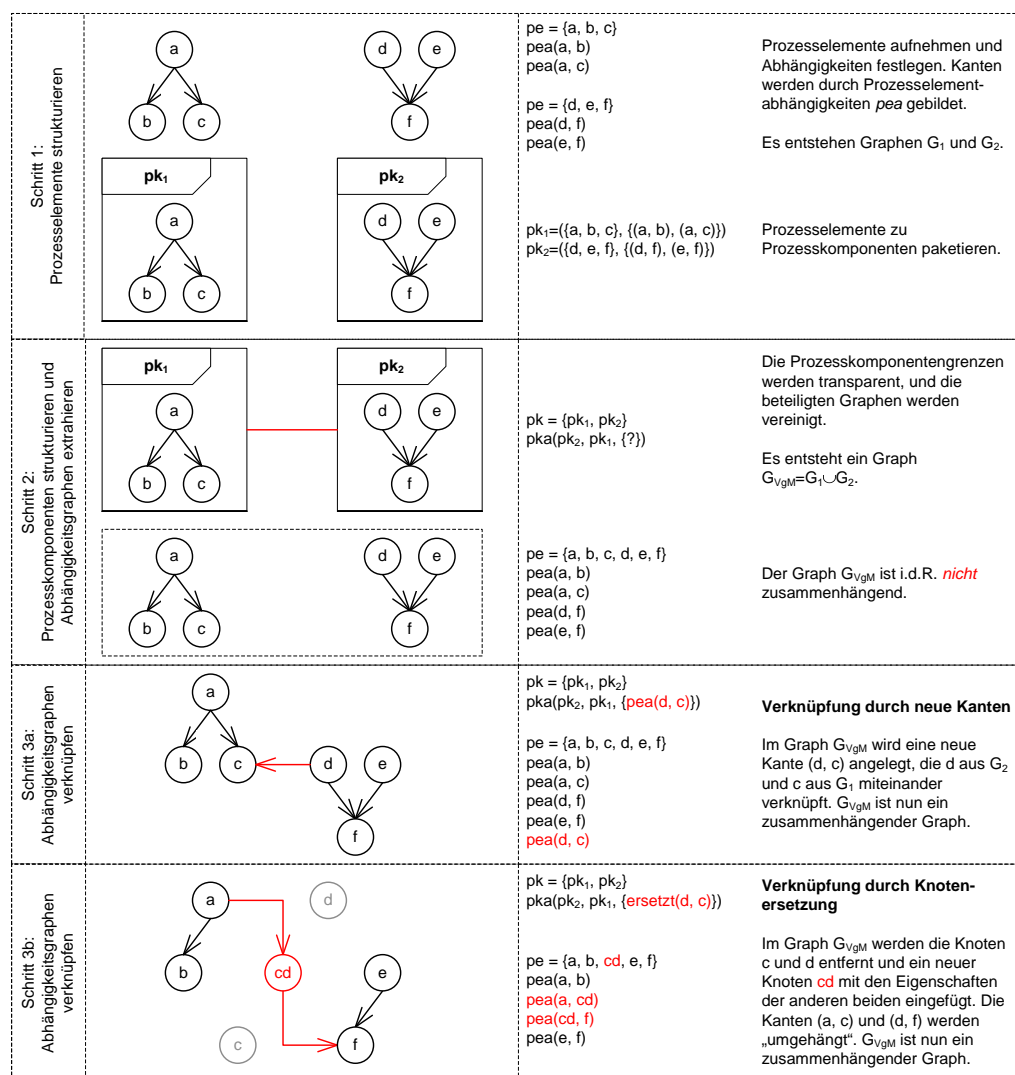 Schritt 1:
Prozesselemente strukturieren
a
d
e
b
c
f
pk₁
pk₂
a
d
e
b
c
f
pe = {a, b, c}
pea(a, b)
pea(a, c)
pe = {d, e, f}
pea(d, f)
pea(e, f)
pk₁=({a, b, c}, {(a, b), (a, c)})
pk₂=({d, e, f}, {(d, f), (e, f)})
Prozesselemente aufnehmen und
Abhängigkeiten festlegen. Kanten
werden durch Prozesselement-
abhängigkeiten pea gebildet.
Es entstehen Graphen G₁ und G₂.
Prozesselemente zu
Prozesskomponenten paketieren.
Schritt 2:
Prozesskomponenten strukturieren und
Abhängigkeitsgraphen extrahieren
pk₁
pk₂
a
d
e
b
c
f
a
d
e
b
c
f
pk = {pk₁, pk₂}
pka(pk₂, pk₁, {?})
pe = {a, b, c, d, e, f}
pea(a, b)
pea(a, c)
pea(d, f)
pea(e, f)
Die Prozesskomponentengrenzen
werden transparent, und die
beteiligten Graphen werden
vereinigt.
Es entsteht ein Graph
G_VgM=G₁∪G₂.
Der Graph G_VgM ist i.d.R. nicht
zusammenhängend.
Schritt 3a:
Abhängigkeitsgraphen
verknüpfen
a
b
c
d
e
f
pk = {pk₁, pk₂}
pka(pk₂, pk₁, {pea(d, c)})
pe = {a, b, c, d, e, f}
pea(a, b)
pea(a, c)
pea(d, f)
pea(e, f)
pea(d, c)
Verknüpfung durch neue Kanten
Im Graph G_VgM wird eine neue
Kante (d, c) angelegt, die d aus G₂
und c aus G₁ miteinander
verknüpft. G_VgM ist nun ein
zusammenhängender Graph.
Schritt 3b:
Abhängigkeitsgraphen
verknüpfen
a
d
b
cd
e
c
f
pk = {pk₁, pk₂}
pka(pk₂, pk₁, {ersetzt(d, c)})
pe = {a, b, cd, e, f}
pea(a, b)
pea(a, cd)
pea(cd, f)
pea(e, f)
Verknüpfung durch Knoten-
ersetzung
Im Graph G_VgM werden die Knoten
c und d entfernt und ein neuer
Knoten cd mit den Eigenschaften
der anderen beiden eingefügt. Die
Kanten (a, c) und (d, f) werden
„umgehängt“. G_VgM ist nun ein
zusammenhängender Graph.